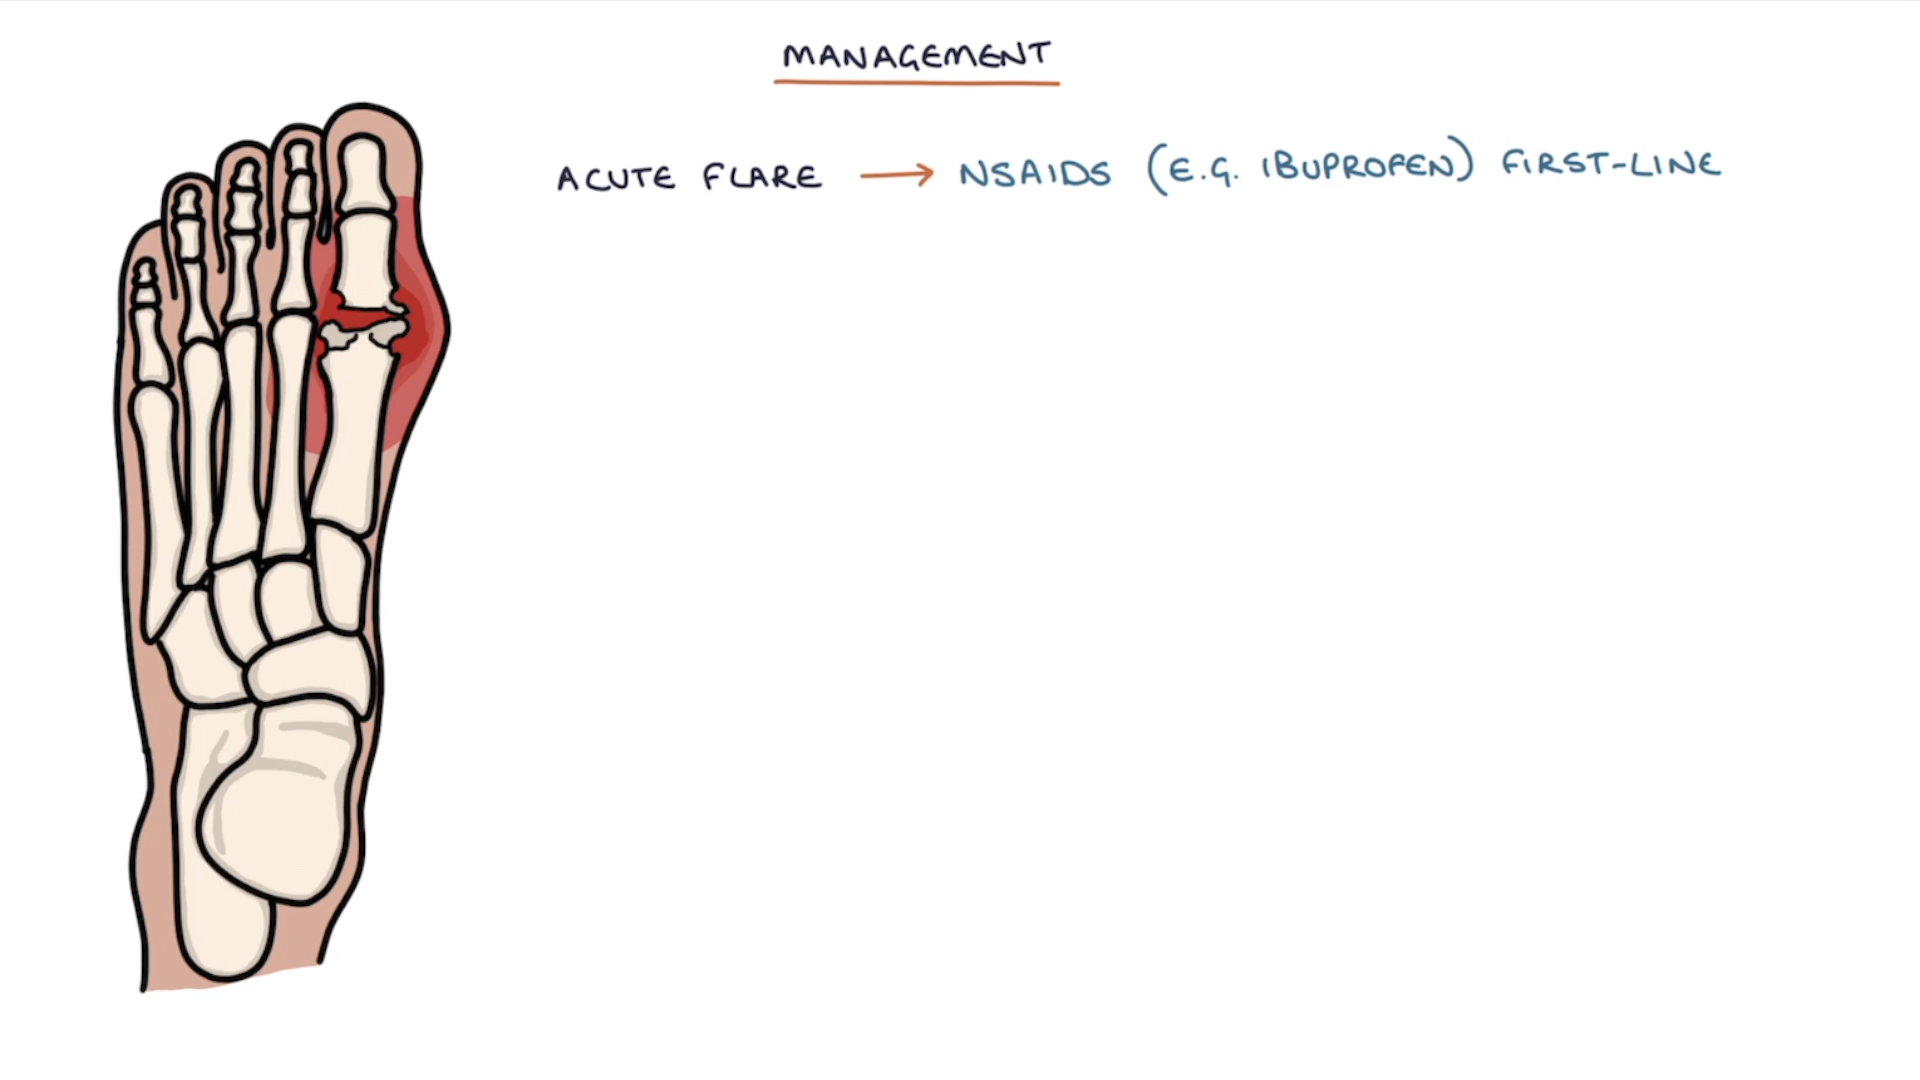 MANAGEMENT
ACUTE FLARE → NSAIDS (E.G. IBUPROFEN) FIRST-LINE